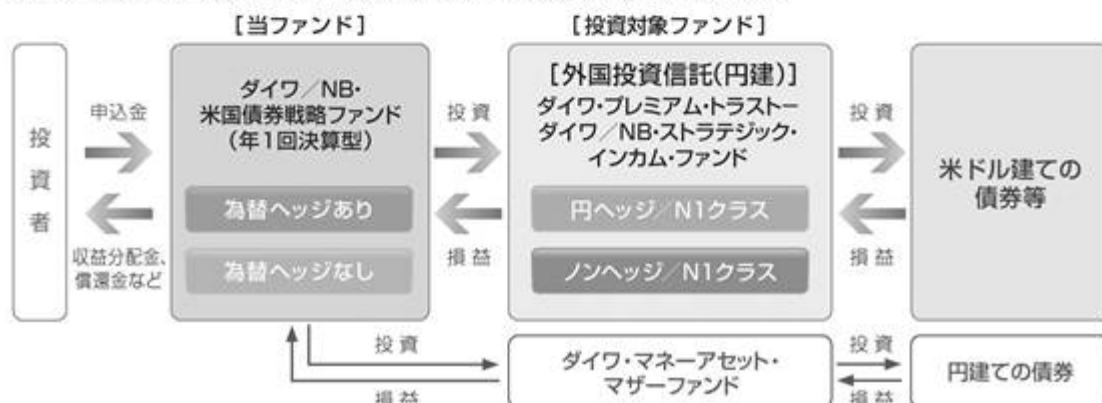 [当ファンド]
[投資対象ファンド]
投資者
申込金
収益分配金、
償還金など
ダイワ／NB・
米国債券戦略ファンド
（年1回決算型）
為替ヘッジあり
為替ヘッジなし
投資
損益
[外国投資信託(円建)]
ダイワ・プレミアム・トラストー
ダイワ／NB・ストラテジック・
インカム・ファンド
円ヘッジ／N1クラス
ノンヘッジ／N1クラス
投資
損益
米ドル建ての
債券等
投資
損益
ダイワ・マネーアセット・
マザーファンド
投資
損益
円建ての債券